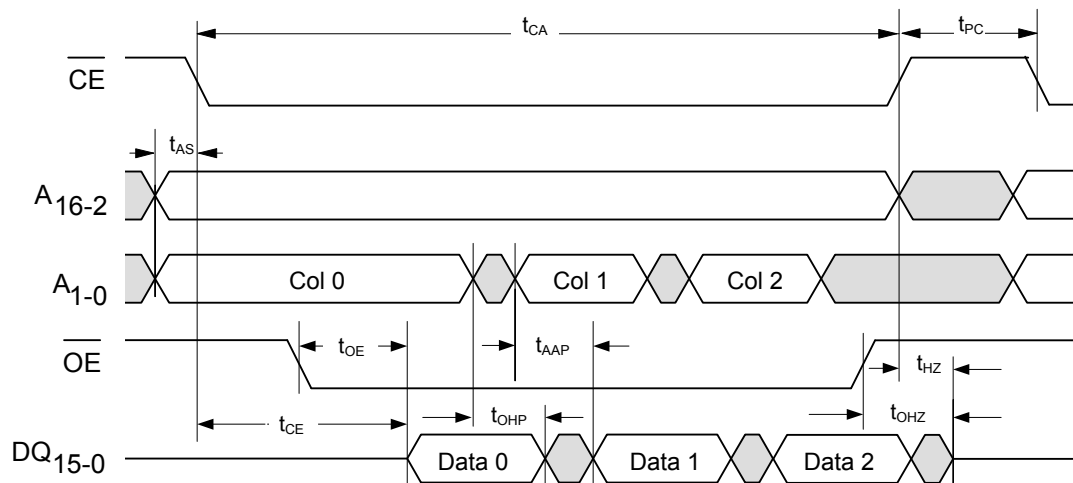 tCA
tPC
CE
tAS
A16-2
A1-0
Col 0
Col 1
Col 2
OE
tOE
tAAP
tHZ
tCE
tOHP
tOHZ
DQ15-0
Data 0
Data 1
Data 2